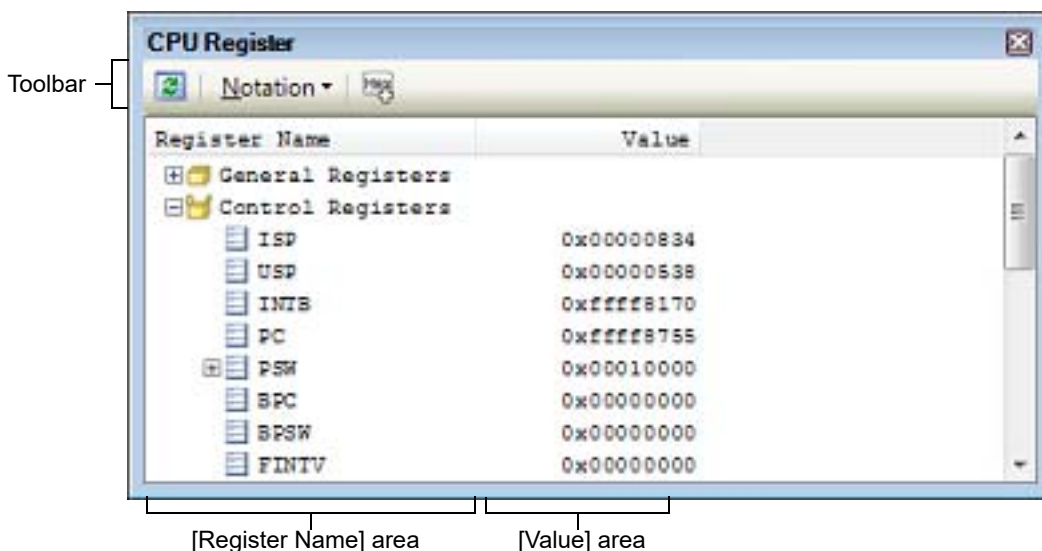 CPU Register
Toolbar
Notation
Hex
Register Name Value
General Registers
Control Registers
ISP 0x00000834
USP 0x00000538
INTB 0xffff8170
PC 0xffff8755
PSW 0x00010000
BPC 0x00000000
BPSW 0x00000000
FINTV 0x00000000
[Register Name] area [Value] area